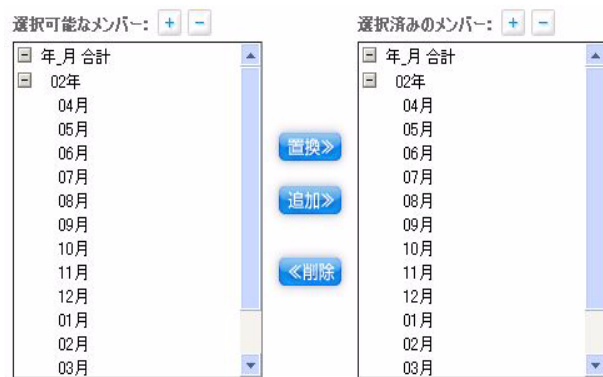 選択可能なメンバー: + -
年_月 合計
02年
04月
05月
06月
07月
08月
09月
10月
11月
12月
01月
02月
03月
置換≫
追加≫
≪削除
選択済みのメンバー: + -
年_月 合計
02年
04月
05月
06月
07月
08月
09月
10月
11月
12月
01月
02月
03月